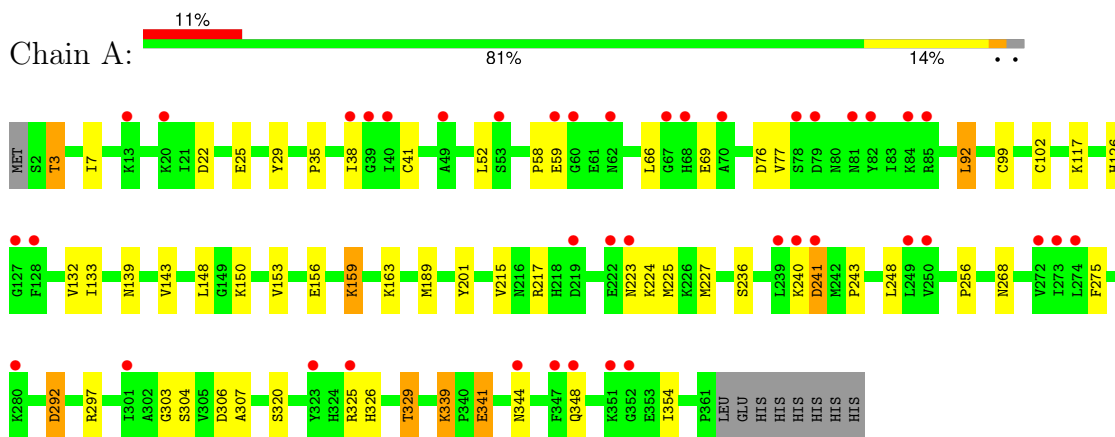 11%
Chain A:
81% 14% • •
MET S2 T3 I7 K13 K20 I21 D22 E25 Y29 P35 I38 G39 I40 C41 A49 L52 S53 P58 E59 G60 E61 N62 L66 G67 H68 E69 A70 D76 V77 S78 D79 N80 N81 Y82 I83 K84 R85 L92 C99 C102 K117 H126
G127 F128 V132 I133 N139 V143 L148 G149 K150 V153 E156 K159 K163 M189 Y201 V215 N216 R217 H218 D219 E222 N223 K224 M225 K226 M227 S236 L239 K240 D241 M242 P243 L248 L249 V250 P256 N268 V272 I273 L274 F275
K280 D292 R297 I301 A302 G303 S304 V305 D306 A307 S320 Y323 H324 R325 H326 T329 K339 P340 E341 N344 F347 Q348 K351 G352 E353 I354 P361 LEU GLU HIS HIS HIS HIS HIS HIS